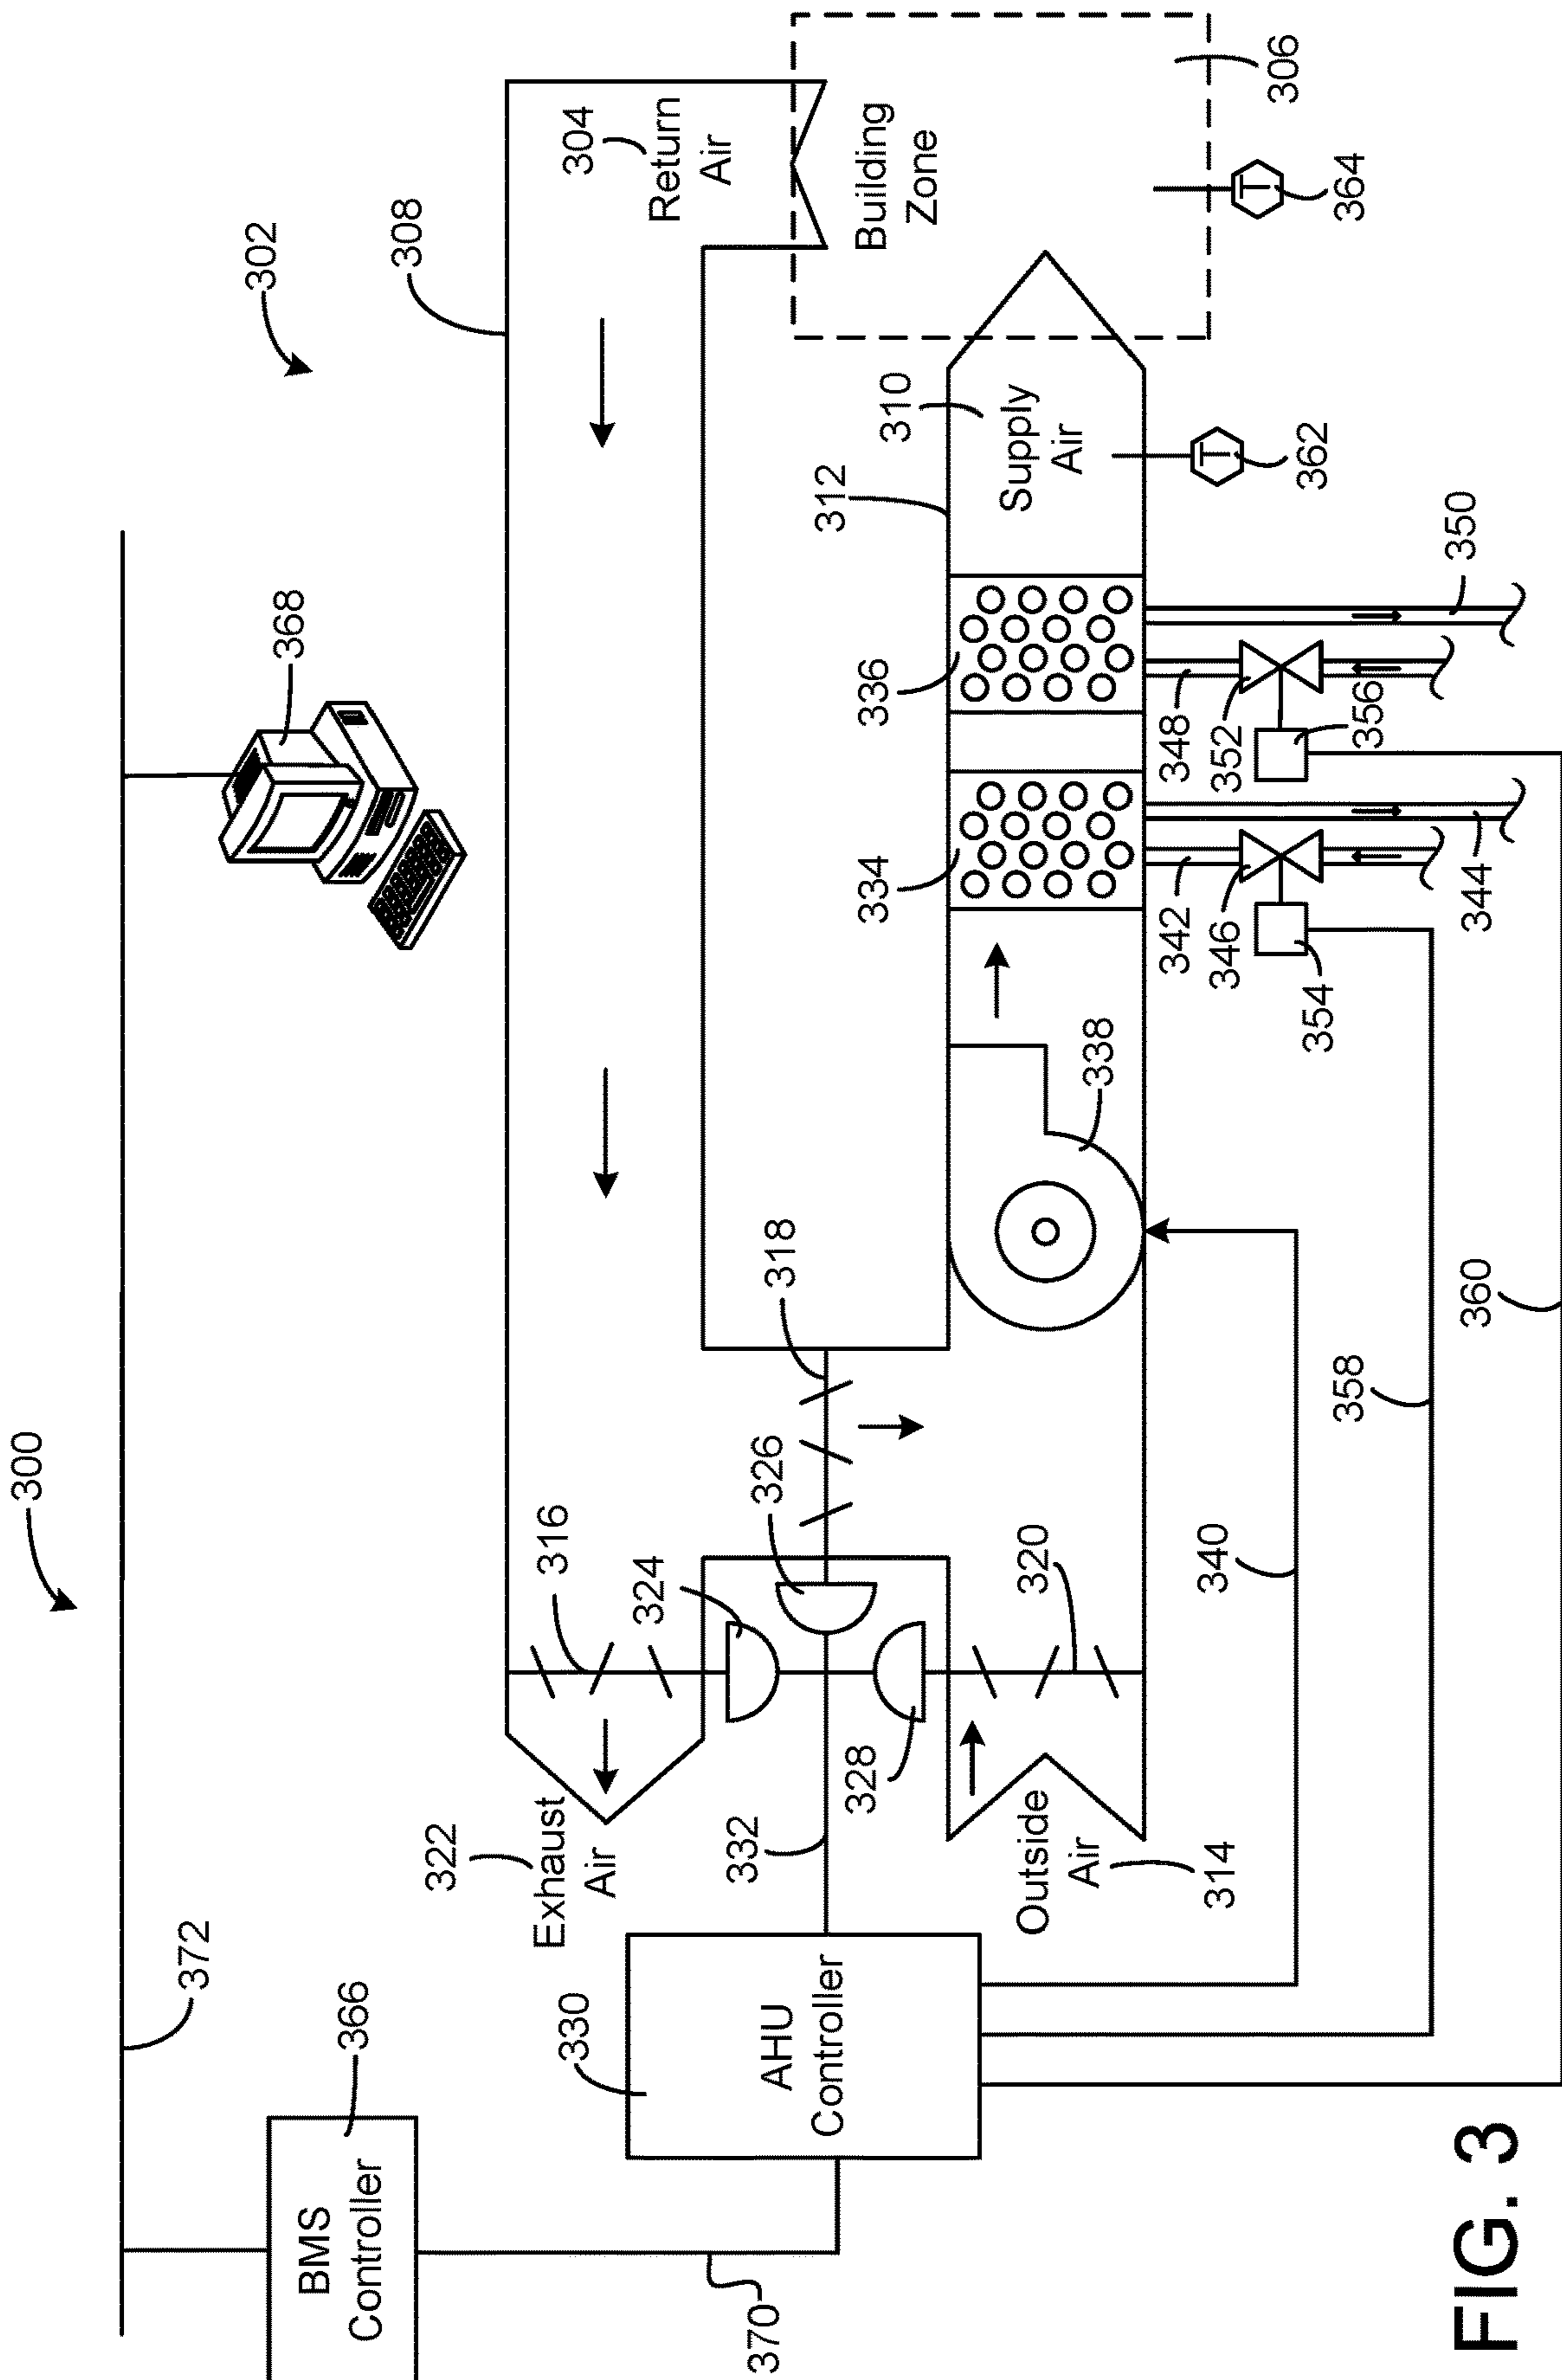 300
372
BMS
Controller
366
368
302
370
330
AHU
Controller
322
Exhaust
Air
316
324
326
318
308
304
Return
Air
Building
Zone
306
332
328
Outside
Air
314
320
338
334
336
312
310
Supply
Air
340
342
346
354
344
348
352
356
350
T
362
T
364
358
360
FIG. 3